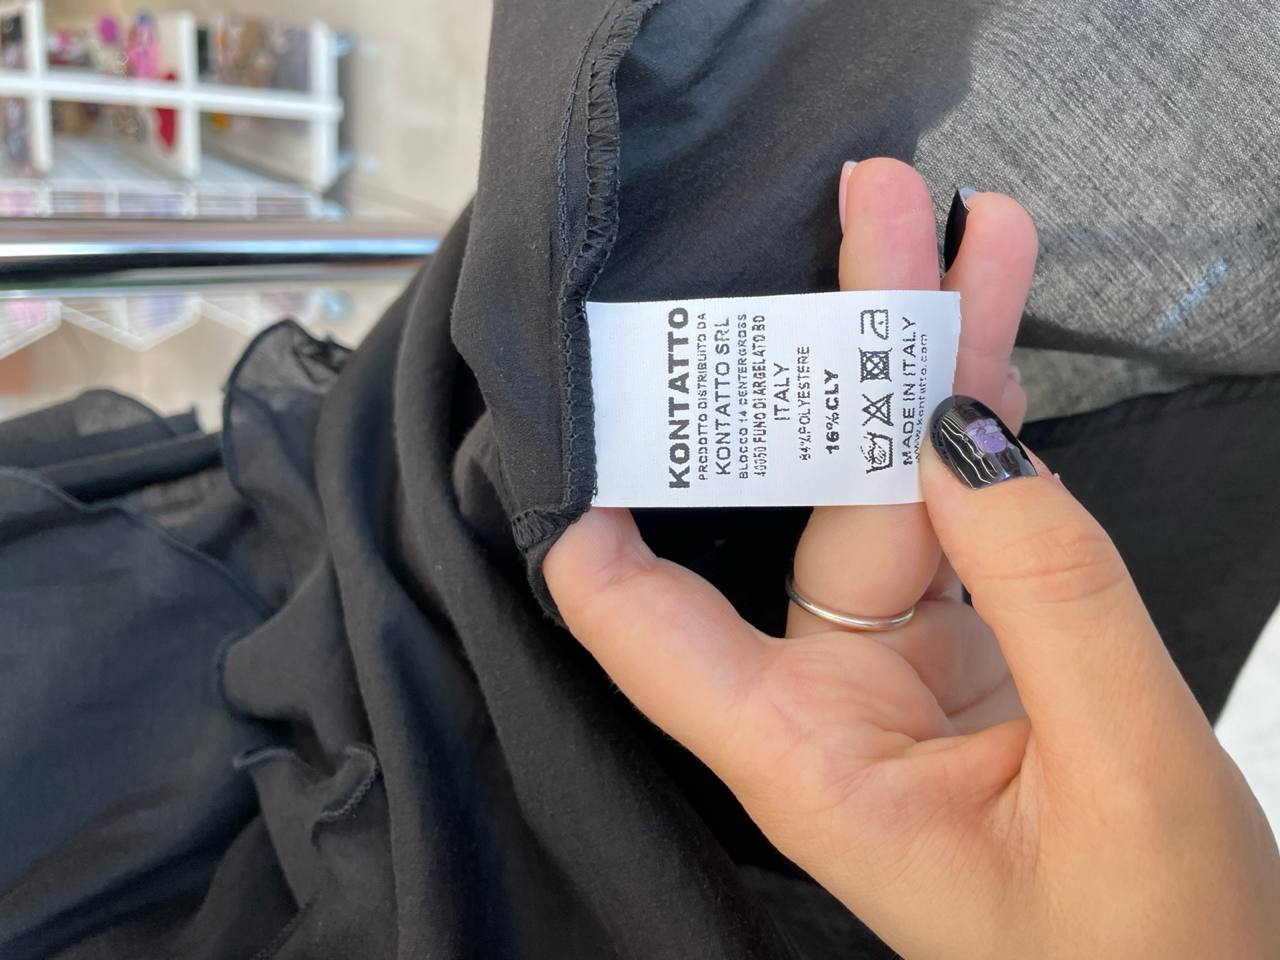 KONTATTO
PRODOTTO DISTRIBUITO DA
KONTATTO SRL
BLOCCO 14 CENTERGROSS
40050 FUNO DI ARGELATO BO
ITALY
84%POLYESTERE
16%CLY
MADE IN ITALY
www.kontatto.com